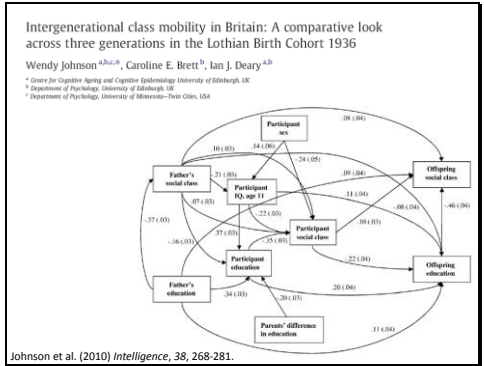 Intergenerational class mobility in Britain: A comparative look
across three generations in the Lothian Birth Cohort 1936
Wendy Johnson a,b,c,*, Caroline E. Brett b, Ian J. Deary a,b
a Centre for Cognitive Ageing and Cognitive Epidemiology University of Edinburgh, UK
b Department of Psychology, University of Edinburgh, UK
c Department of Psychology, University of Minnesota—Twin Cities, USA
.08 (.04)
Participant
sex
.10 (.03)
.14 (.06)
-.24 (.05)
Father's
social class
-.21 (.03)
.09 (.04)
Offspring
social class
Participant
IQ, age 11
.11 (.04)
.07 (.03)
-.08 (.04)
-.46 (.04)
-.22 (.03)
.10 (.03)
-.37 (.03)
.37 (.03)
Participant
social class
-.16 (.03)
-.35 (.03)
Participant
education
-.22 (.04)
Offspring
education
Father's
education
.34 (.03)
.20 (.04)
-.20 (.03)
Parents' difference
in education
.11 (.04)
Johnson et al. (2010) Intelligence, 38, 268-281.